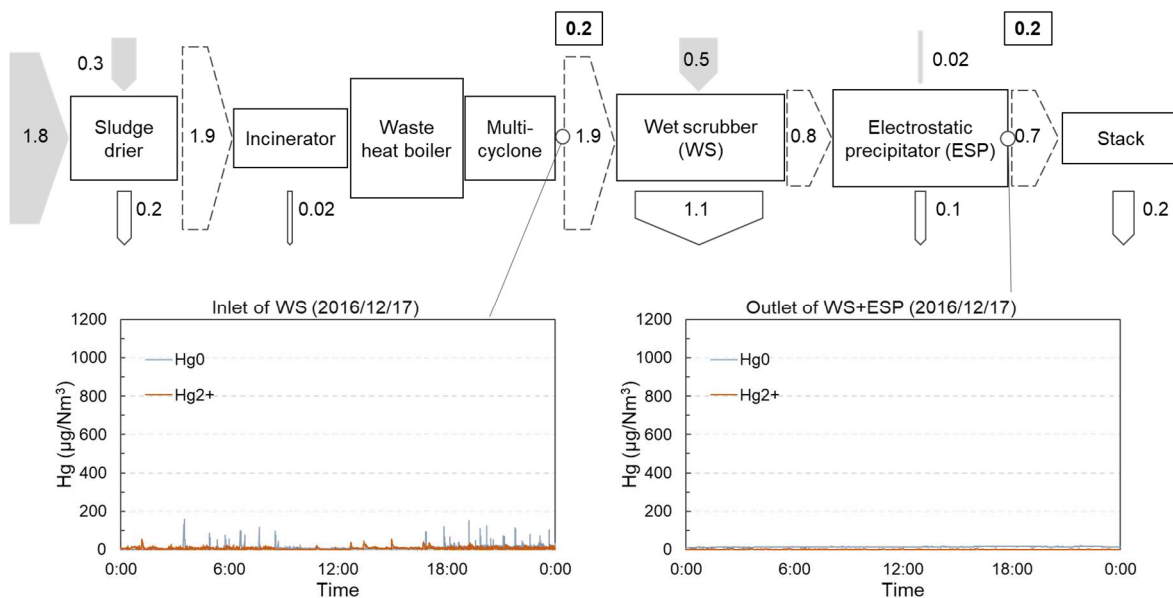 0.2
0.2
0.3
0.5
0.02
1.8
Sludge
drier
1.9
Incinerator
Waste
heat boiler
Multi-
cyclone
1.9
Wet scrubber
(WS)
0.8
Electrostatic
precipitator (ESP)
0.7
Stack
0.2
0.02
1.1
0.1
0.2
Inlet of WS (2016/12/17)
Hg (µg/Nm³)
1200
1000
800
600
400
200
0
Hg0
Hg2+
0:00
6:00
12:00
18:00
0:00
Time
Outlet of WS+ESP (2016/12/17)
Hg (µg/Nm³)
1200
1000
800
600
400
200
0
Hg0
Hg2+
0:00
6:00
12:00
18:00
0:00
Time